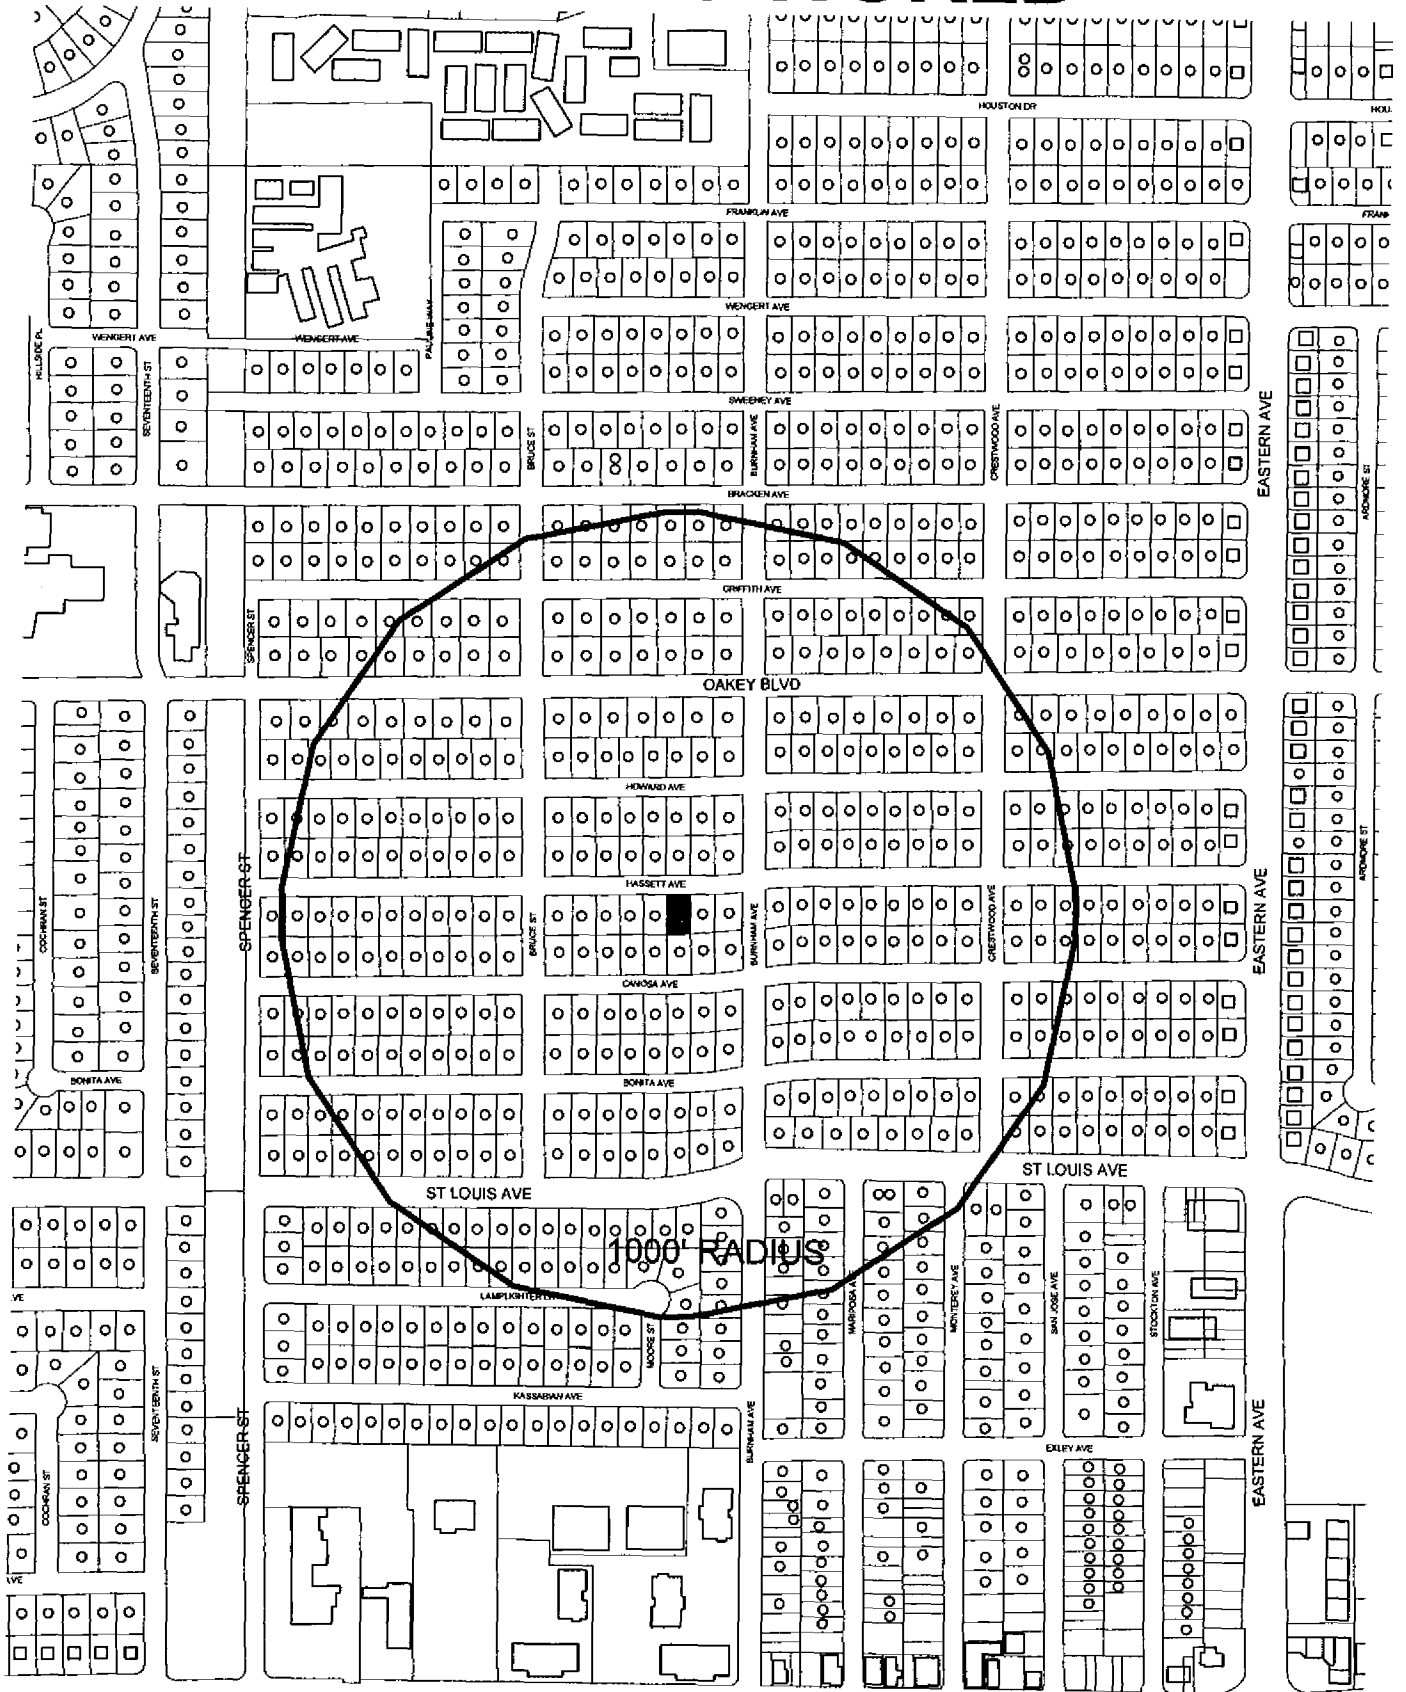 HOUSTON DR
HOU
FRANKLIN AVE
FRANK
WENGERT AVE
HILLSIDE PL
WENGERT AVE
WENGERT AVE
PAULINE WAY
SEVENTEENTH ST
SWEENEY AVE
BRUCE ST
BURNHAM AVE
CRESTWOOD AVE
EASTERN AVE
ARDMORE ST
BRACKEN AVE
GRIFFITH AVE
SPENCER ST
OAKEY BLVD
HOWARD AVE
HASSETT AVE
COCHRAN ST
SEVENTEENTH ST
SPENCER ST
BRUCE ST
BURNHAM AVE
CRESTWOOD AVE
EASTERN AVE
ARDMORE ST
CANOSA AVE
BONITA AVE
BONITA AVE
ST LOUIS AVE
ST LOUIS AVE
1000' RADIUS
VE
MARIPOSA A
MONTEREY AVE
SAN JOSE AVE
STOCKTON AVE
MOORE ST
KASSABIAN AVE
SEVENTEENTH ST
SPENCER ST
BURNHAM AVE
EXLEY AVE
EASTERN AVE
COCHRAN ST
VE